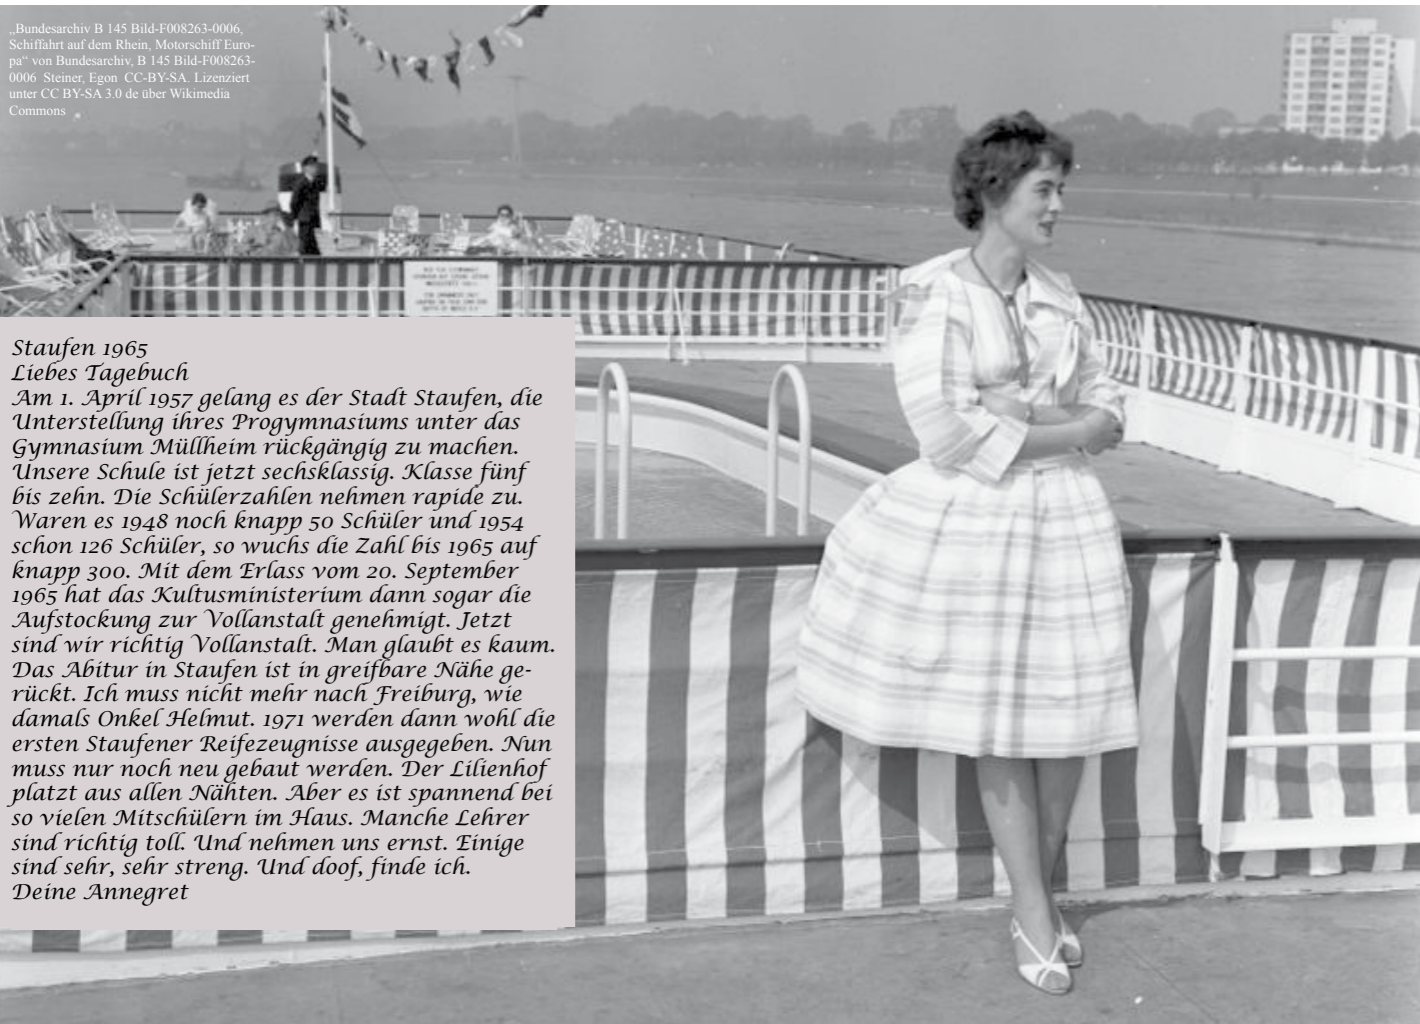 „Bundesarchiv B 145 Bild-F008263-0006,
Schiffahrt auf dem Rhein, Motorschiff Euro-
pa“ von Bundesarchiv, B 145 Bild-F008263-
0006 Steiner, Egon CC-BY-SA. Lizenziert
unter CC BY-SA 3.0 de über Wikimedia
Commons
Staufen 1965
Liebes Tagebuch
Am 1. April 1957 gelang es der Stadt Staufen, die
Unterstellung ihres Progymnasiums unter das
Gymnasium Müllheim rückgängig zu machen.
Unsere Schule ist jetzt sechsklassig. Klasse fünf
bis zehn. Die Schülerzahlen nehmen rapide zu.
Waren es 1948 noch knapp 50 Schüler und 1954
schon 126 Schüler, so wuchs die Zahl bis 1965 auf
knapp 300. Mit dem Erlass vom 20. September
1965 hat das Kultusministerium dann sogar die
Aufstockung zur Vollanstalt genehmigt. Jetzt
sind wir richtig Vollanstalt. Man glaubt es kaum.
Das Abitur in Staufen ist in greifbare Nähe ge-
rückt. Ich muss nicht mehr nach Freiburg, wie
damals Onkel Helmut. 1971 werden dann wohl die
ersten Staufener Reifezeugnisse ausgegeben. Nun
muss nur noch neu gebaut werden. Der Lilienhof
platzt aus allen Nähten. Aber es ist spannend bei
so vielen Mitschülern im Haus. Manche Lehrer
sind richtig toll. Und nehmen uns ernst. Einige
sind sehr, sehr streng. Und doof, finde ich.
Deine Annegret